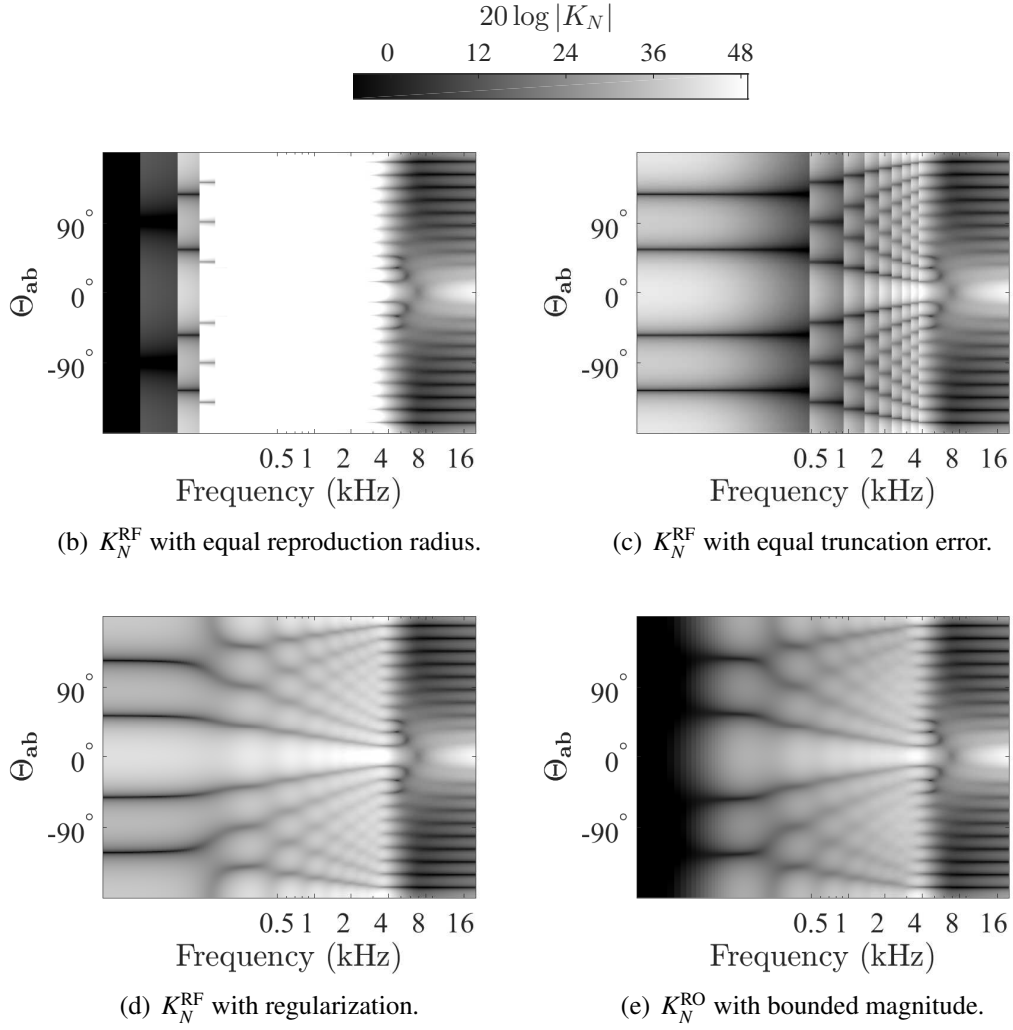 20 log |K_N|
0 12 24 36 48
90°
0°
-90°
Θab
0.5 1 2 4 8 16
Frequency (kHz)
(b) K_N^RF with equal reproduction radius.
90°
0°
-90°
Θab
0.5 1 2 4 8 16
Frequency (kHz)
(c) K_N^RF with equal truncation error.
90°
0°
-90°
Θab
0.5 1 2 4 8 16
Frequency (kHz)
(d) K_N^RF with regularization.
90°
0°
-90°
Θab
0.5 1 2 4 8 16
Frequency (kHz)
(e) K_N^RO with bounded magnitude.